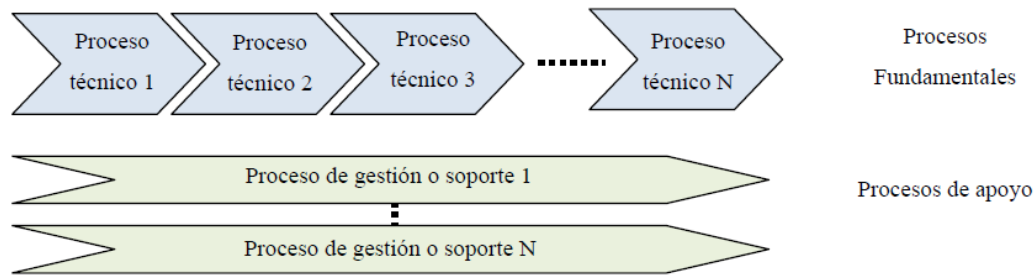 Proceso
técnico 1
Proceso
técnico 2
Proceso
técnico 3
Proceso
técnico N
Procesos
Fundamentales
Proceso de gestión o soporte 1
Procesos de apoyo
Proceso de gestión o soporte N